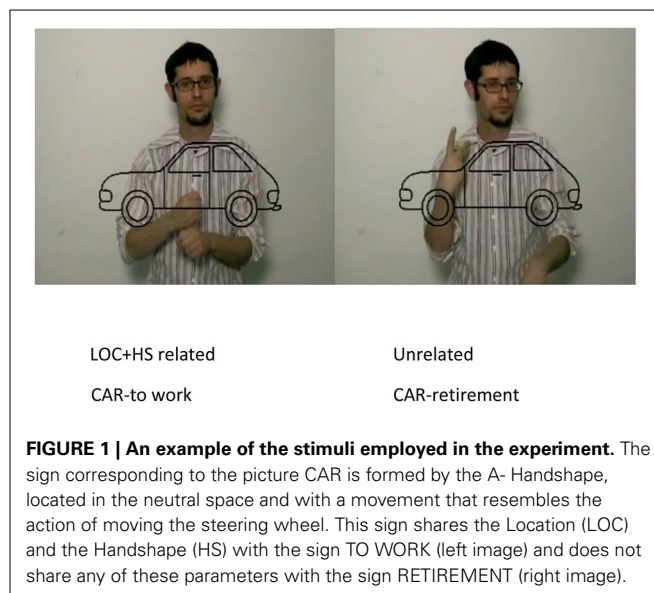 LOC+HS related Unrelated
CAR-to work CAR-retirement
FIGURE 1 | An example of the stimuli employed in the experiment. The
sign corresponding to the picture CAR is formed by the A- Handshape,
located in the neutral space and with a movement that resembles the
action of moving the steering wheel. This sign shares the Location (LOC)
and the Handshape (HS) with the sign TO WORK (left image) and does not
share any of these parameters with the sign RETIREMENT (right image).